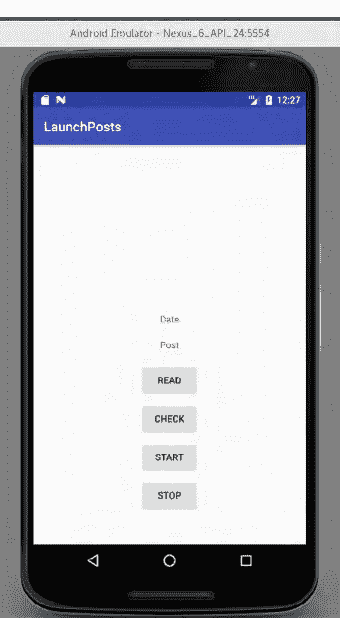 Android Emulator - Nexus_6_API_24:5554
12:27
LaunchPosts
Date
Post
READ
CHECK
START
STOP